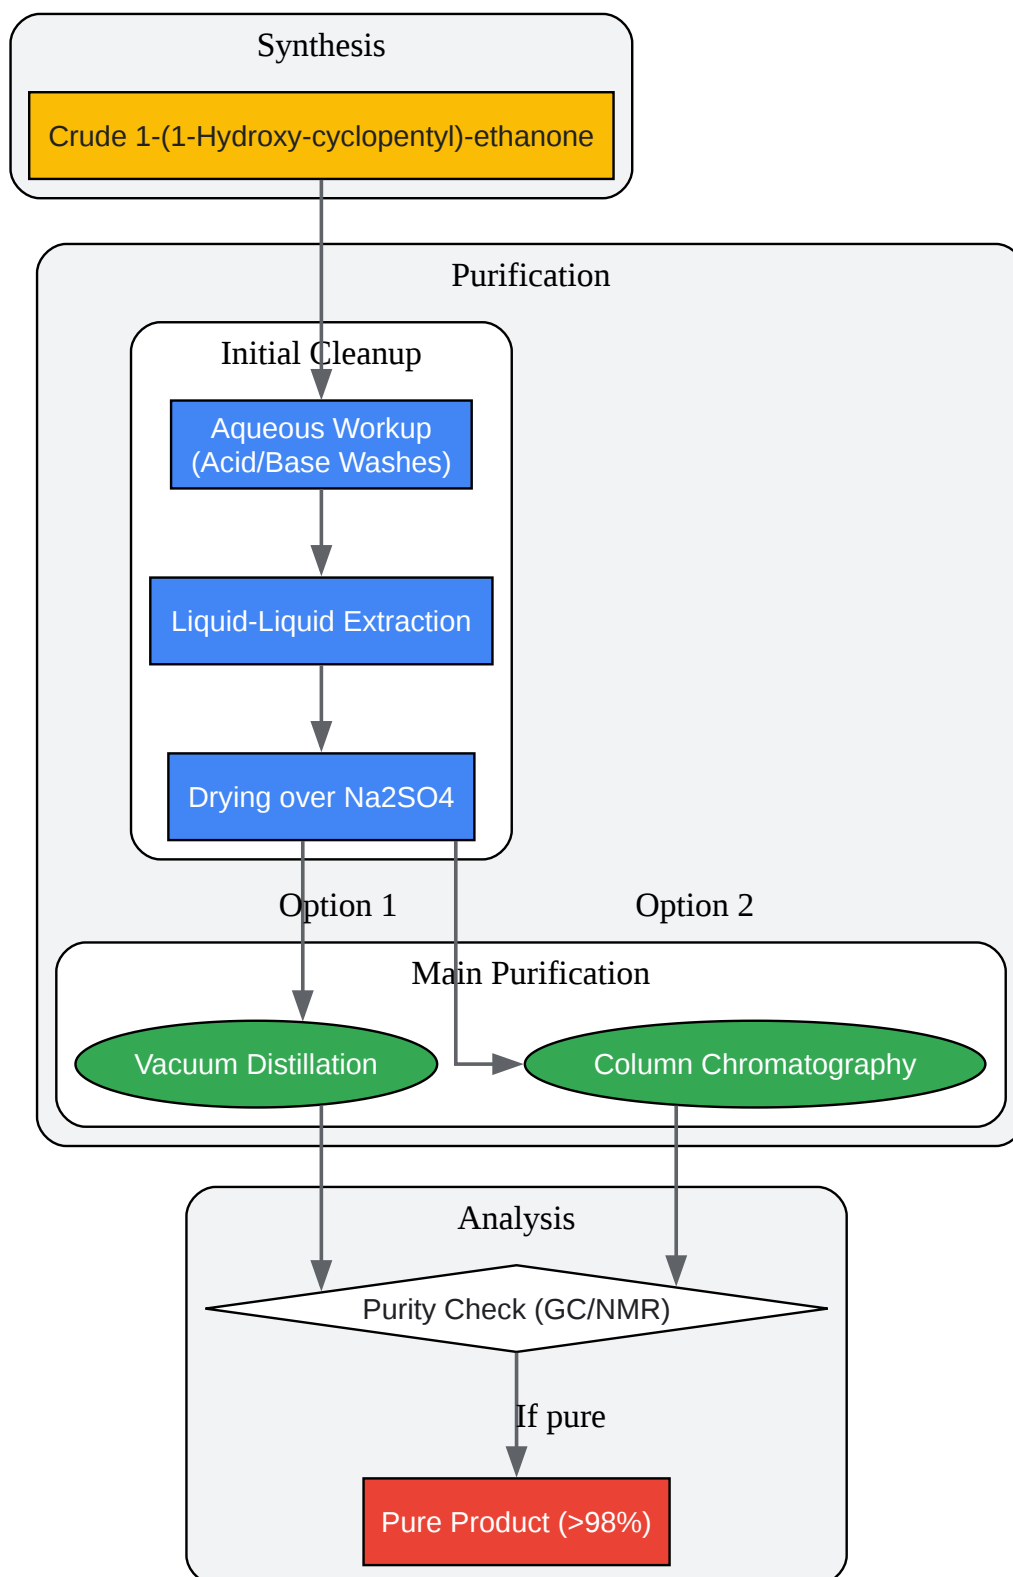 Synthesis
Crude 1-(1-Hydroxy-cyclopentyl)-ethanone
Purification
Initial Cleanup
Aqueous Workup
(Acid/Base Washes)
Liquid-Liquid Extraction
Drying over Na2SO4
Option 1
Option 2
Main Purification
Vacuum Distillation
Column Chromatography
Analysis
Purity Check (GC/NMR)
If pure
Pure Product (>98%)